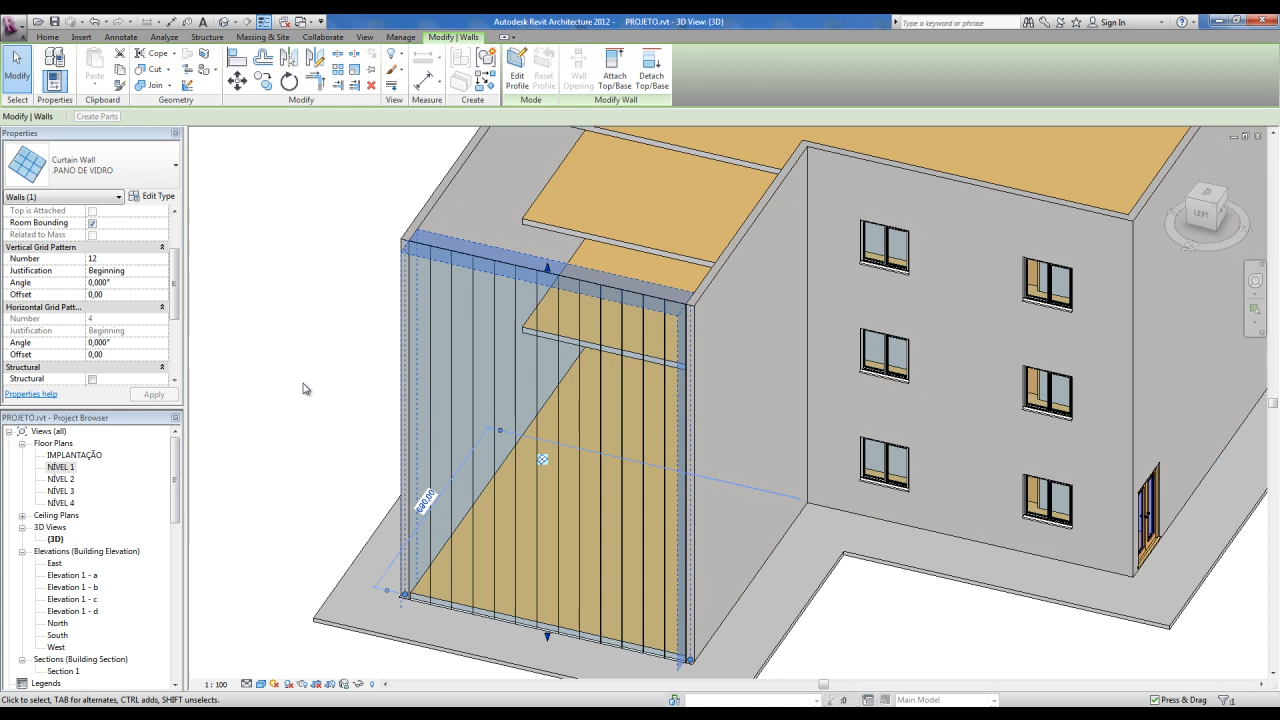 Autodesk Revit Architecture 2012 - PROJETO.rvt - 3D View: {3D}
Type a keyword or phrase
Sign In
Home Insert Annotate Analyze Structure Massing & Site Collaborate View Manage Modify | Walls
Modify Paste Cope Cut Join Edit Profile Reset Profile Wall Opening Attach Top/Base Detach Top/Base
Select Properties Clipboard Geometry Modify View Measure Create Mode Modify Wall
Modify | Walls Create Parts
Properties
Curtain Wall
.PANO DE VIDRO
Walls (1) Edit Type
Top is Attached
Room Bounding
Related to Mass
Vertical Grid Pattern
Number 12
Justification Beginning
Angle 0,000°
Offset 0,00
Horizontal Grid Patt...
Number 4
Justification Beginning
Angle 0,000°
Offset 0,00
Structural
Structural
Properties help Apply
PROJETO.rvt - Project Browser
Views (all)
Floor Plans
IMPLANTAÇÃO
NÍVEL 1
NÍVEL 2
NÍVEL 3
NÍVEL 4
Ceiling Plans
3D Views
{3D}
Elevations (Building Elevation)
East
Elevation 1 - a
Elevation 1 - b
Elevation 1 - c
Elevation 1 - d
North
South
West
Sections (Building Section)
Section 1
Legends
LEFT
690,00
1 : 100
Click to select, TAB for alternates, CTRL adds, SHIFT unselects.
:0 Main Model Press & Drag :1